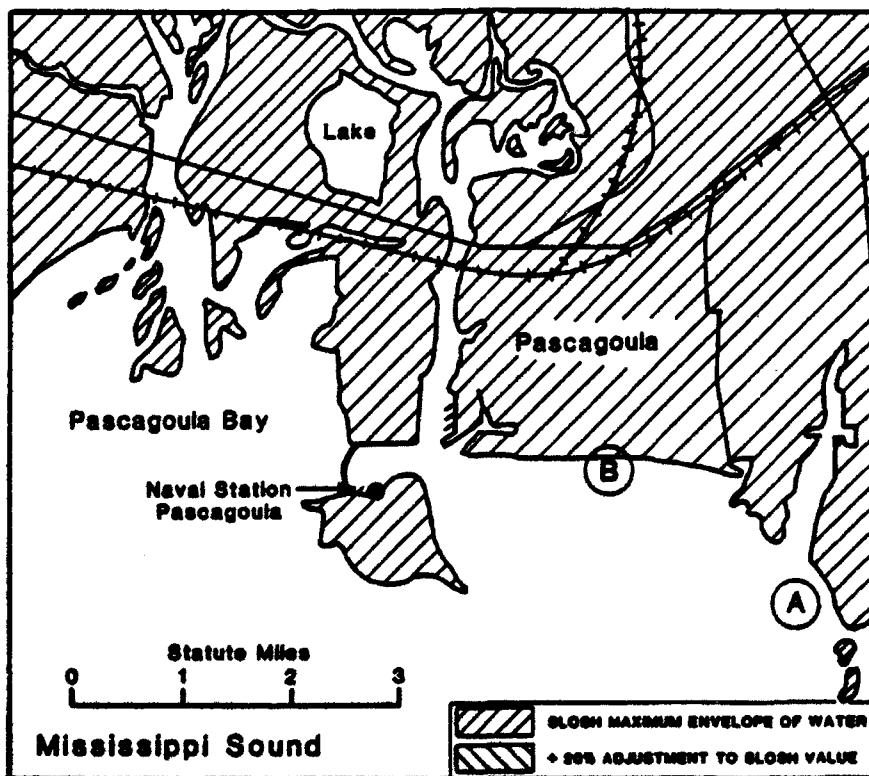 Lake
Pascagoula
Pascagoula Bay
B
Naval Station
Pascagoula
A
Statute Miles
0 1 2 3
Mississippi Sound
SLOSH MAXIMUM ENVELOPE OF WATER
+ 20% ADJUSTMENT TO SLOSH VALUE